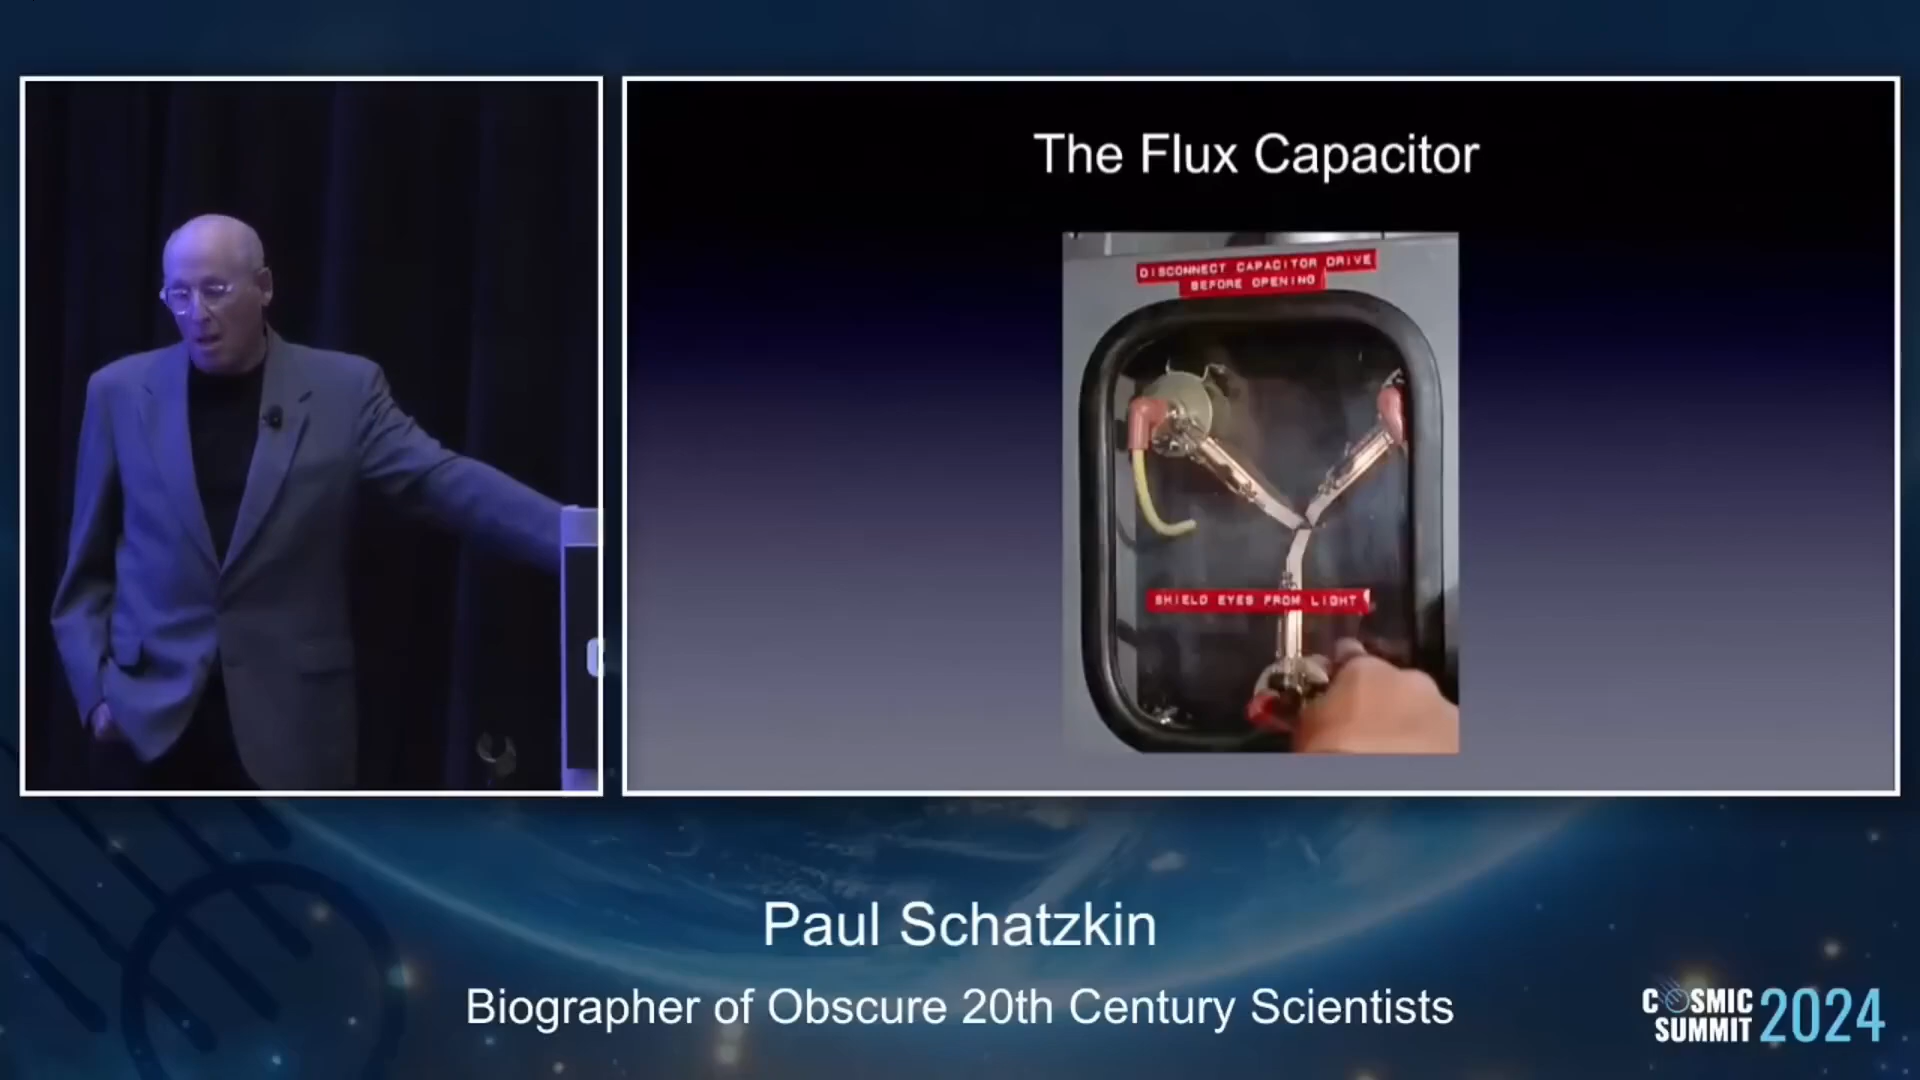 The Flux Capacitor
DISCONNECT CAPACITOR DRIVE
BEFORE OPENING
SHIELD EYES FROM LIGHT
Paul Schatzkin
Biographer of Obscure 20th Century Scientists
COSMIC
SUMMIT 2024